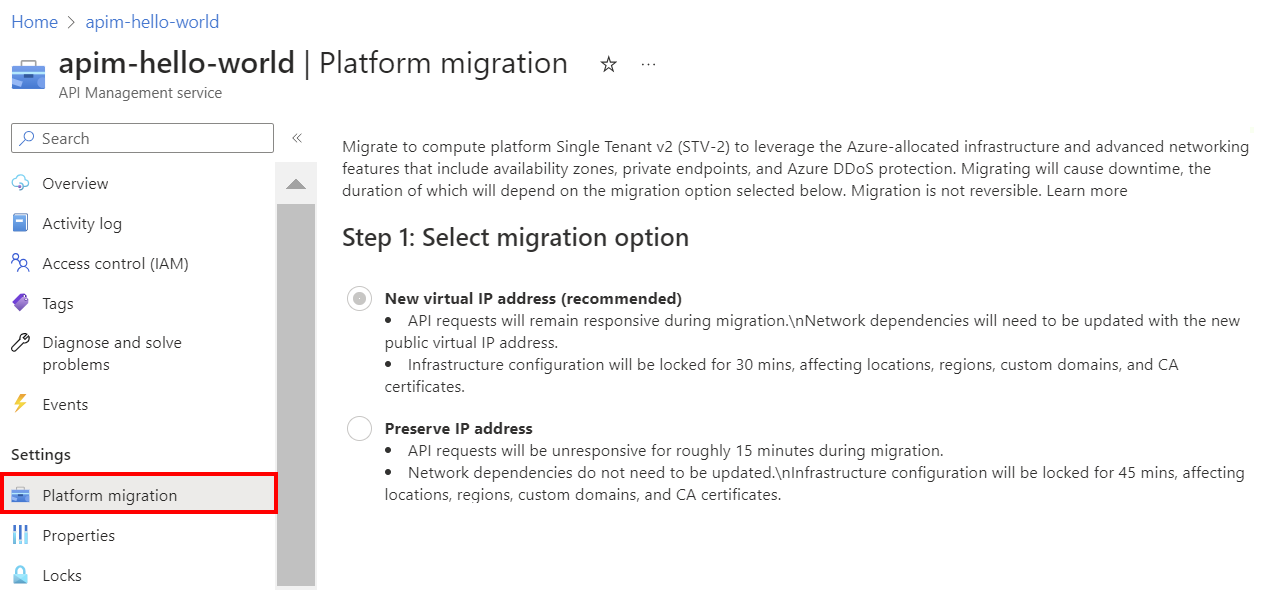 Home > apim-hello-world
apim-hello-world | Platform migration
API Management service
Search
Overview
Activity log
Access control (IAM)
Tags
Diagnose and solve
problems
Events
Settings
Platform migration
Properties
Locks
Migrate to compute platform Single Tenant v2 (STV-2) to leverage the Azure-allocated infrastructure and advanced networking
features that include availability zones, private endpoints, and Azure DDoS protection. Migrating will cause downtime, the
duration of which will depend on the migration option selected below. Migration is not reversible. Learn more
Step 1: Select migration option
New virtual IP address (recommended)
• API requests will remain responsive during migration.\nNetwork dependencies will need to be updated with the new
public virtual IP address.
• Infrastructure configuration will be locked for 30 mins, affecting locations, regions, custom domains, and CA
certificates.
Preserve IP address
• API requests will be unresponsive for roughly 15 minutes during migration.
• Network dependencies do not need to be updated.\nInfrastructure configuration will be locked for 45 mins, affecting
locations, regions, custom domains, and CA certificates.